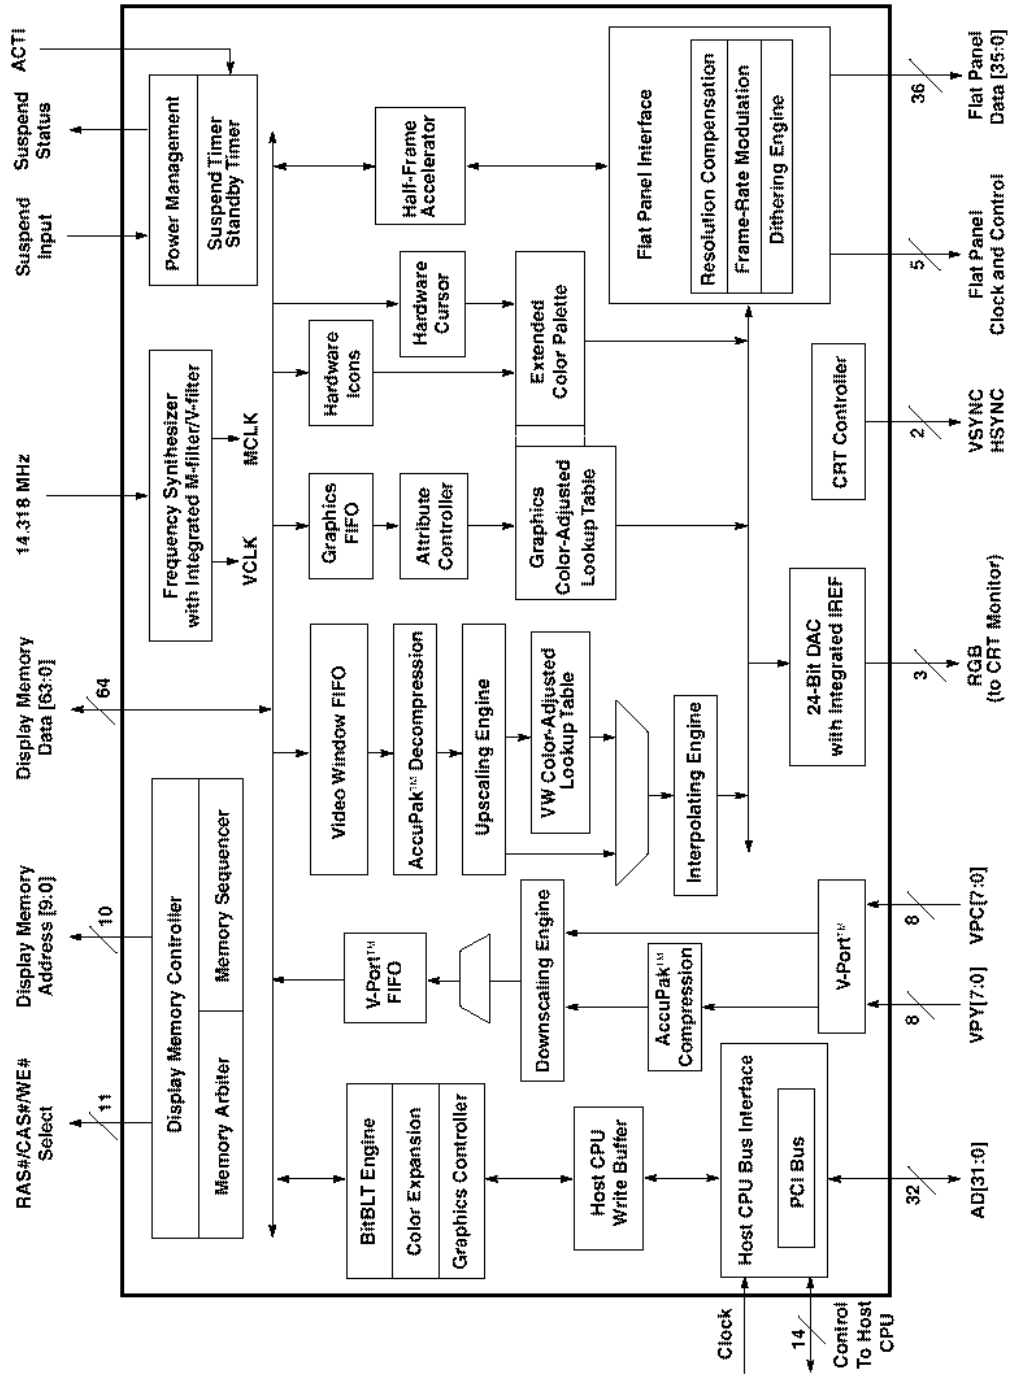 ACTI
Suspend
Status
Suspend
Input
14.318 MHz
Display Memory
Data [63:0]
64
Display Memory
Address [9:0]
10
RAS#/CAS#/WE#
Select
11
Power Management
Suspend Timer
Standby Timer
Frequency Synthesizer
with Integrated M-filter/V-filter
MCLK
VCLK
Display Memory Controller
Memory Sequencer
Memory Arbiter
Half-Frame
Accelerator
Hardware
Cursor
Hardware
Icons
Extended
Color Palette
Graphics
FIFO
Attribute
Controller
Graphics
Color-Adjusted
Lookup Table
Video Window FIFO
AccuPak™ Decompression
Upscaling Engine
VW Color-Adjusted
Lookup Table
Interpolating Engine
V-Port™
FIFO
Downscaling Engine
AccuPak™
Compression
V-Port™
BitBLT Engine
Color Expansion
Graphics Controller
Host CPU
Write Buffer
Host CPU Bus Interface
PCI Bus
Flat Panel Interface
Resolution Compensation
Frame-Rate Modulation
Dithering Engine
CRT Controller
24-Bit DAC
with Integrated IREF
36
Flat Panel
Data [35:0]
5
Flat Panel
Clock and Control
2
VSYNC
HSYNC
3
RGB
(to CRT Monitor)
8
VPC[7:0]
8
VPY[7:0]
32
AD[31:0]
Clock
14
Control
To Host
CPU